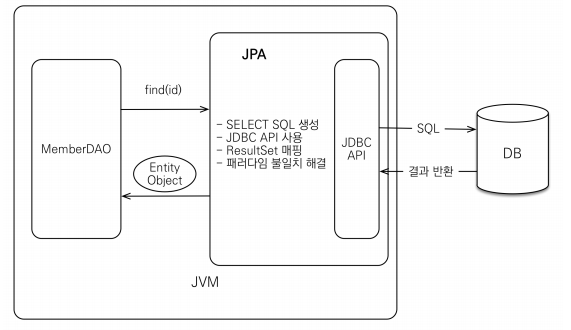 JPA
find(id)
- SELECT SQL 생성
- JDBC API 사용
- ResultSet 매핑
- 패러다임 불일치 해결
MemberDAO
JDBC
API
SQL
DB
Entity
Object
결과 반환
JVM